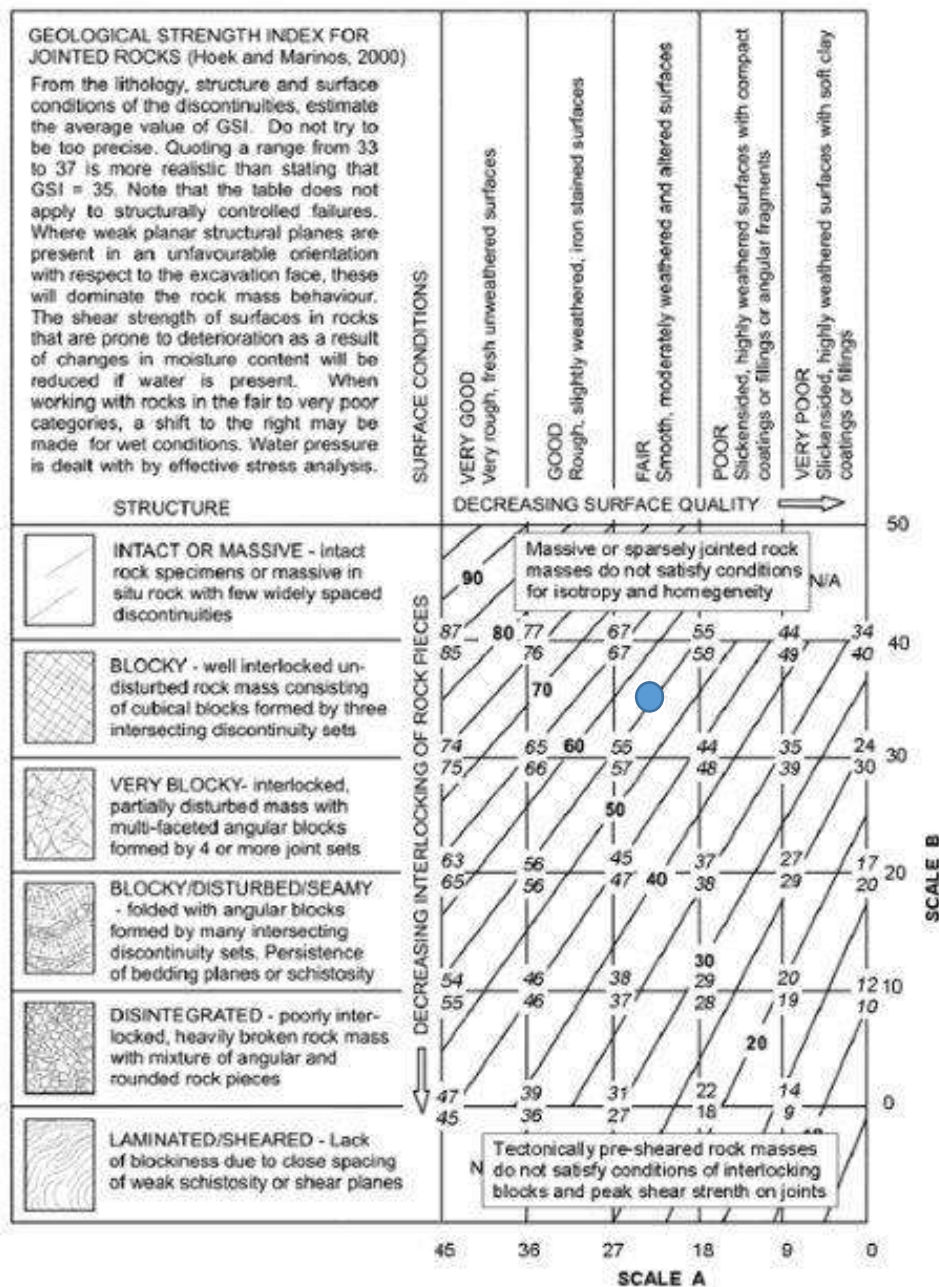 GEOLOGICAL STRENGTH INDEX FOR
JOINTED ROCKS (Hoek and Marinos, 2000)
From the lithology, structure and surface
conditions of the discontinuities, estimate
the average value of GSI. Do not try to
be too precise. Quoting a range from 33
to 37 is more realistic than stating that
GSI = 35. Note that the table does not
apply to structurally controlled failures.
Where weak planar structural planes are
present in an unfavourable orientation
with respect to the excavation face, these
will dominate the rock mass behaviour.
The shear strength of surfaces in rocks
that are prone to deterioration as a result
of changes in moisture content will be
reduced if water is present. When
working with rocks in the fair to very poor
categories, a shift to the right may be
made for wet conditions. Water pressure
is dealt with by effective stress analysis.
STRUCTURE
SURFACE CONDITIONS
VERY GOOD
Very rough, fresh unweathered surfaces
GOOD
Rough, slightly weathered, iron stained surfaces
FAIR
Smooth, moderately weathered and altered surfaces
POOR
Slickensided, highly weathered surfaces with compact
coatings or fillings or angular fragments
VERY POOR
Slickensided, highly weathered surfaces with soft clay
coatings or fillings
DECREASING SURFACE QUALITY
50
INTACT OR MASSIVE - intact
rock specimens or massive in
situ rock with few widely spaced
discontinuities
DECREASING INTERLOCKING OF ROCK PIECES
Massive or sparsely jointed rock
masses do not satisfy conditions
for isotropy and homegeneity
N/A
90
87 80 77 67 55 44 34
40
85 76 67 58 49 40
BLOCKY - well interlocked un-
disturbed rock mass consisting
of cubical blocks formed by three
intersecting discontinuity sets
70
74 65 60 55 44 35 24
30
75 66 57 48 39 30
VERY BLOCKY- interlocked,
partially disturbed mass with
multi-faceted angular blocks
formed by 4 or more joint sets
50
63 56 45 37 27 17
20
65 56 47 40 38 29 20
SCALE B
BLOCKY/DISTURBED/SEAMY
- folded with angular blocks
formed by many intersecting
discontinuity sets. Persistence
of bedding planes or schistosity
30
54 46 38 29 20 12
10
55 46 37 28 19 10
DISINTEGRATED - poorly inter-
locked, heavily broken rock mass
with mixture of angular and
rounded rock pieces
20
47 39 31 22 14
0
45 36 27 18 9
LAMINATED/SHEARED - Lack
of blockiness due to close spacing
of weak schistosity or shear planes
N
Tectonically pre-sheared rock masses
do not satisfy conditions of interlocking
blocks and peak shear strenth on joints
45 36 27 18 9 0
SCALE A